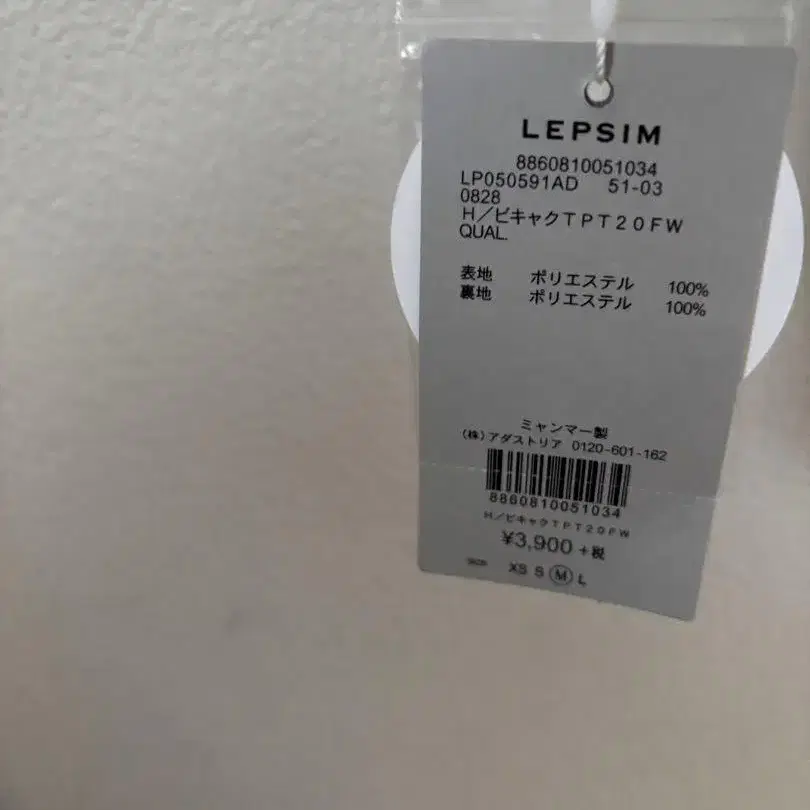 LEPSIM
8860810051034
LP050591AD 51-03
0828
H／ビキャクTPT20FW
QUAL.
表地 ポリエステル 100%
裏地 ポリエステル 100%
ミャンマー製
(株)アダストリア 0120-601-162
8860810051034
H／ビキャクTPT20FW
¥3,900 +税
SIZE XS S M L